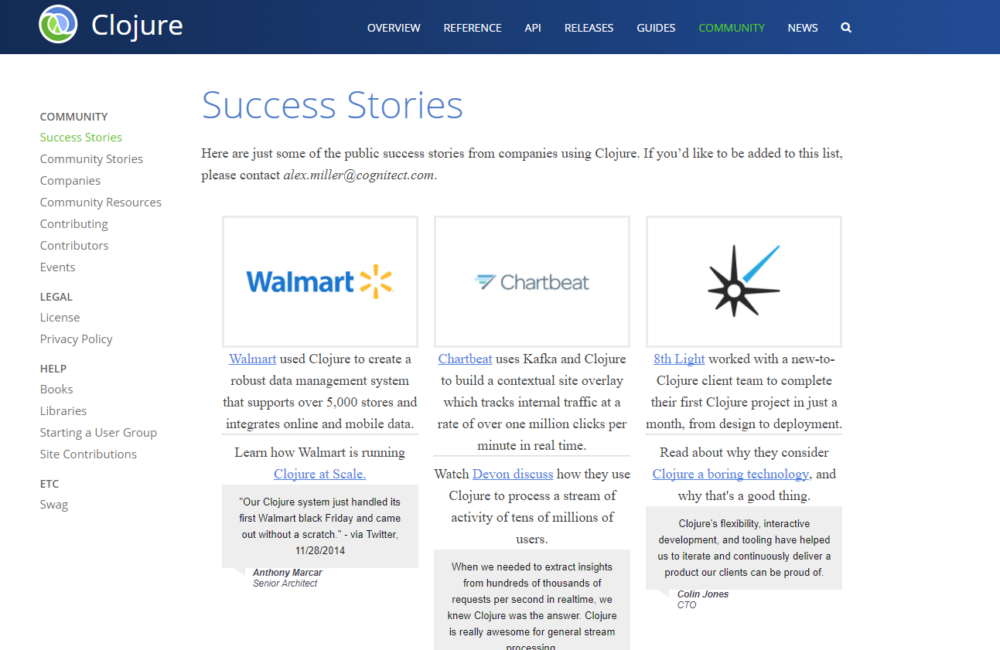 Clojure
OVERVIEW
REFERENCE
API
RELEASES
GUIDES
COMMUNITY
NEWS
COMMUNITY
Success Stories
Community Stories
Companies
Community Resources
Contributing
Contributors
Events
LEGAL
License
Privacy Policy
HELP
Books
Libraries
Starting a User Group
Site Contributions
ETC
Swag
Success Stories
Here are just some of the public success stories from companies using Clojure. If you’d like to be added to this list,
please contact alex.miller@cognitect.com.
Walmart
Walmart used Clojure to create a
robust data management system
that supports over 5,000 stores and
integrates online and mobile data.
Learn how Walmart is running
Clojure at Scale.
"Our Clojure system just handled its
first Walmart black Friday and came
out without a scratch." - via Twitter,
11/28/2014
Anthony Marcar
Senior Architect
Chartbeat
Chartbeat uses Kafka and Clojure
to build a contextual site overlay
which tracks internal traffic at a
rate of over one million clicks per
minute in real time.
Watch Devon discuss how they use
Clojure to process a stream of
activity of tens of millions of
users.
When we needed to extract insights
from hundreds of thousands of
requests per second in realtime, we
knew Clojure was the answer. Clojure
is really awesome for general stream
processing
8th Light worked with a new-to-
Clojure client team to complete
their first Clojure project in just a
month, from design to deployment.
Read about why they consider
Clojure a boring technology, and
why that's a good thing.
Clojure's flexibility, interactive
development, and tooling have helped
us to iterate and continuously deliver a
product our clients can be proud of.
Colin Jones
CTO